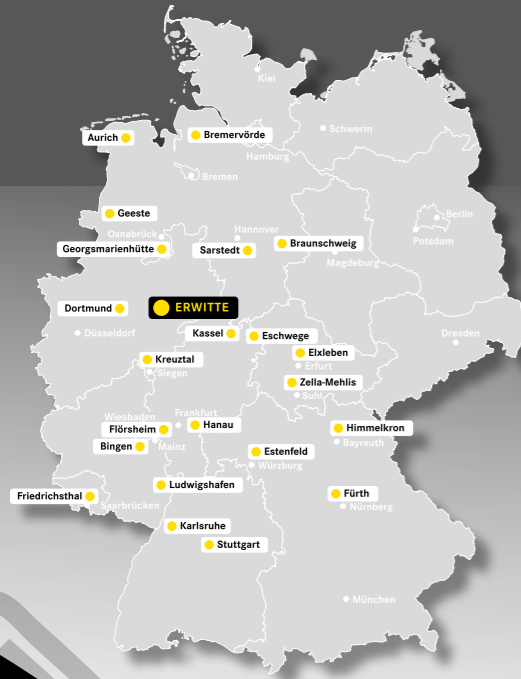 Kiel
Schwerin
Aurich
Bremervörde
Hamburg
Bremen
Geeste
Berlin
Osnabrück
Hannover
Potsdam
Georgsmarienhütte
Sarstedt
Braunschweig
Magdeburg
Dortmund
ERWITTE
Düsseldorf
Kassel
Eschwege
Dresden
Elxleben
Kreuztal
Erfurt
Siegen
Zella-Mehlis
Suhl
Wiesbaden
Frankfurt
Flörsheim
Hanau
Himmelkron
Bingen
Mainz
Bayreuth
Estenfeld
Würzburg
Ludwigshafen
Friedrichsthal
Fürth
Saarbrücken
Nürnberg
Karlsruhe
Stuttgart
München